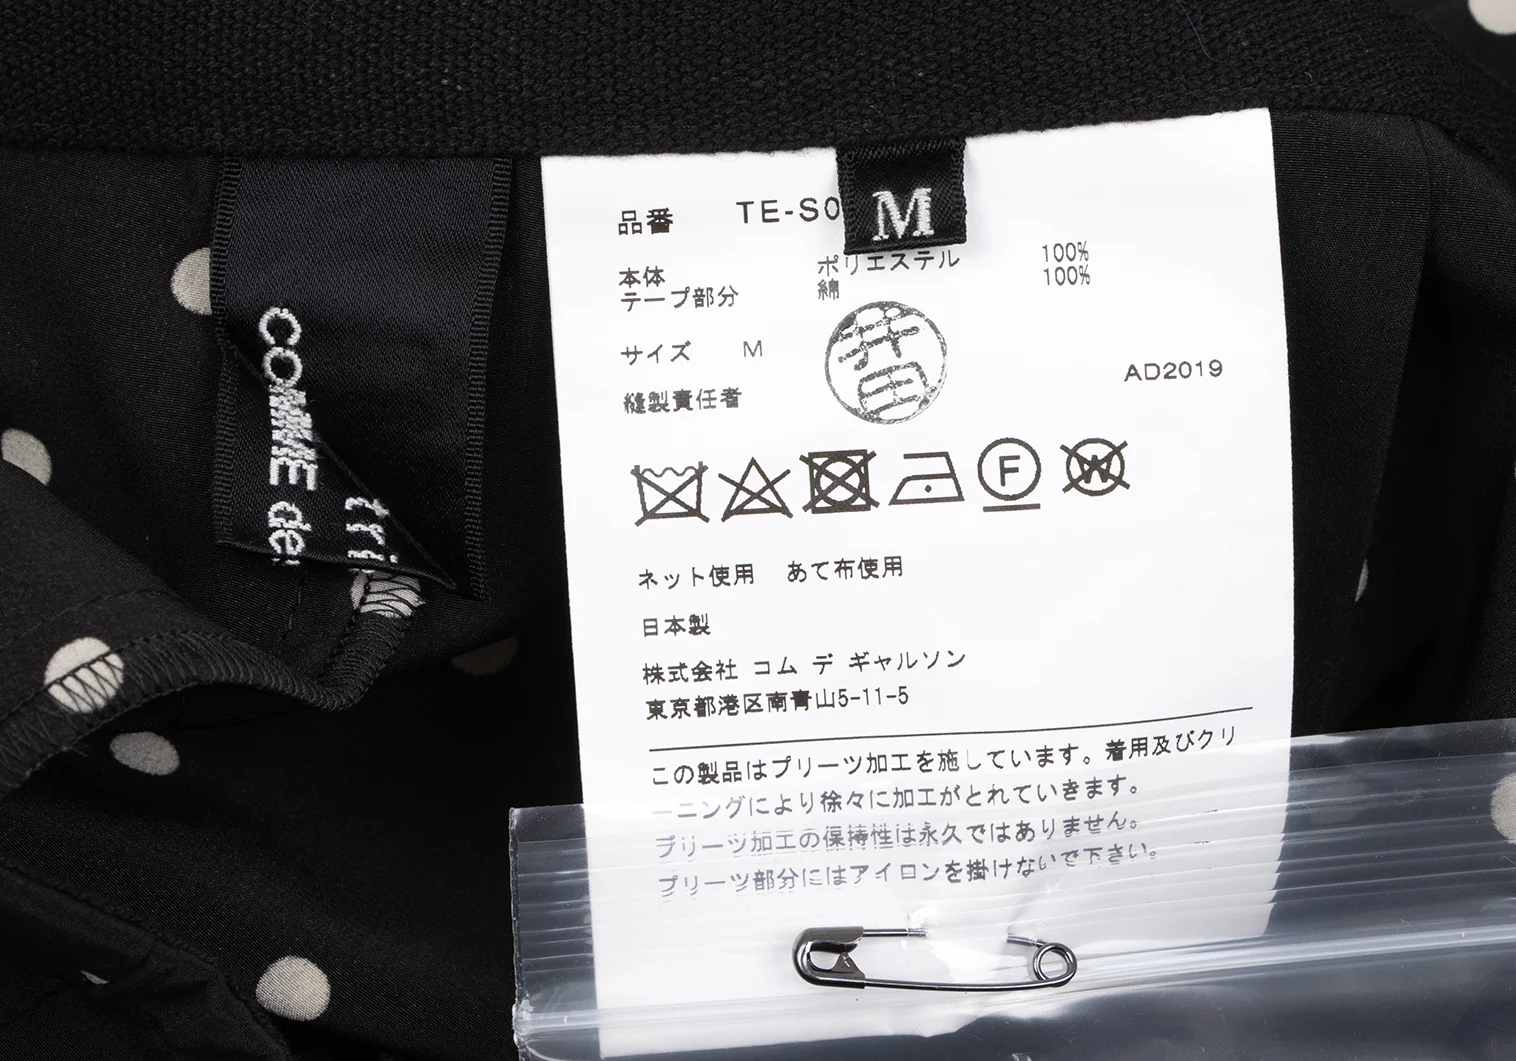 COMME de
tri
M
品番 TE-S0
本体 ポリエステル 100%
テープ部分 綿 100%
サイズ M
縫製責任者
AD2019
F
W
ネット使用 あて布使用
日本製
株式会社 コム デ ギャルソン
東京都港区南青山5-11-5
この製品はプリーツ加工を施しています。着用及びクリ
ーニングにより徐々に加工がとれていきます。
プリーツ加工の保持性は永久ではありません。
プリーツ部分にはアイロンを掛けないで下さい。